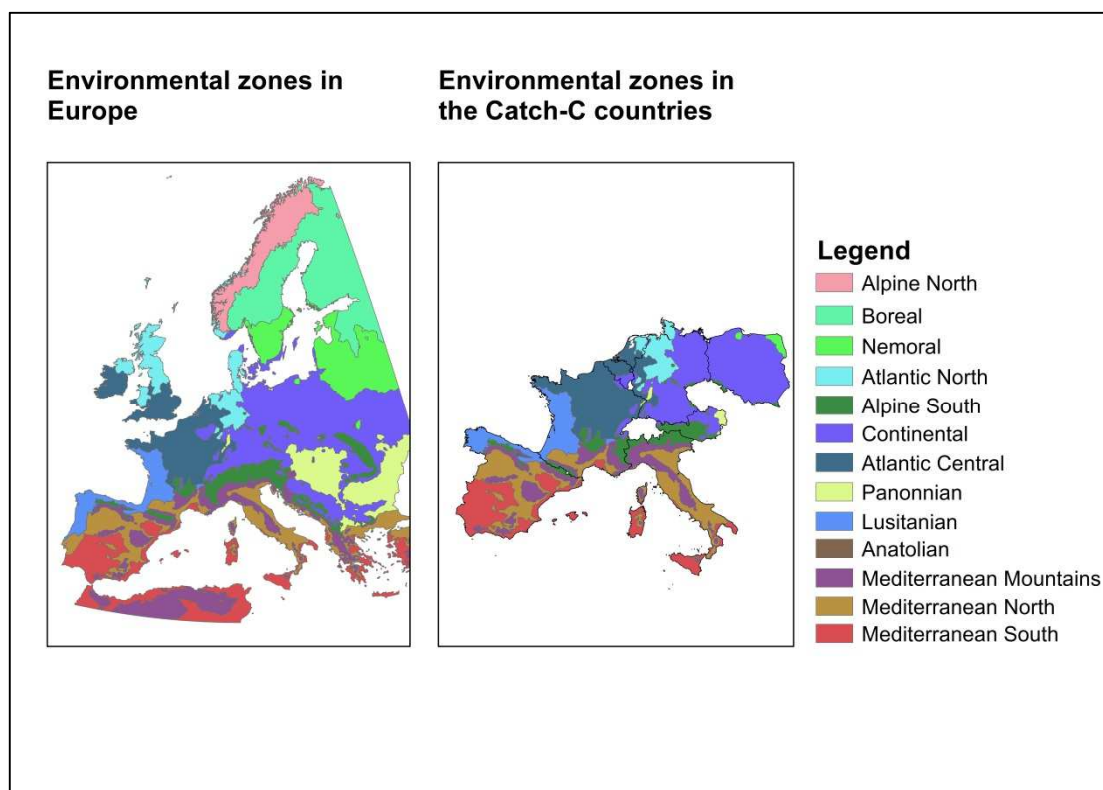 Environmental zones in
Europe
Environmental zones in
the Catch-C countries
Legend
Alpine North
Boreal
Nemoral
Atlantic North
Alpine South
Continental
Atlantic Central
Panonnian
Lusitanian
Anatolian
Mediterranean Mountains
Mediterranean North
Mediterranean South